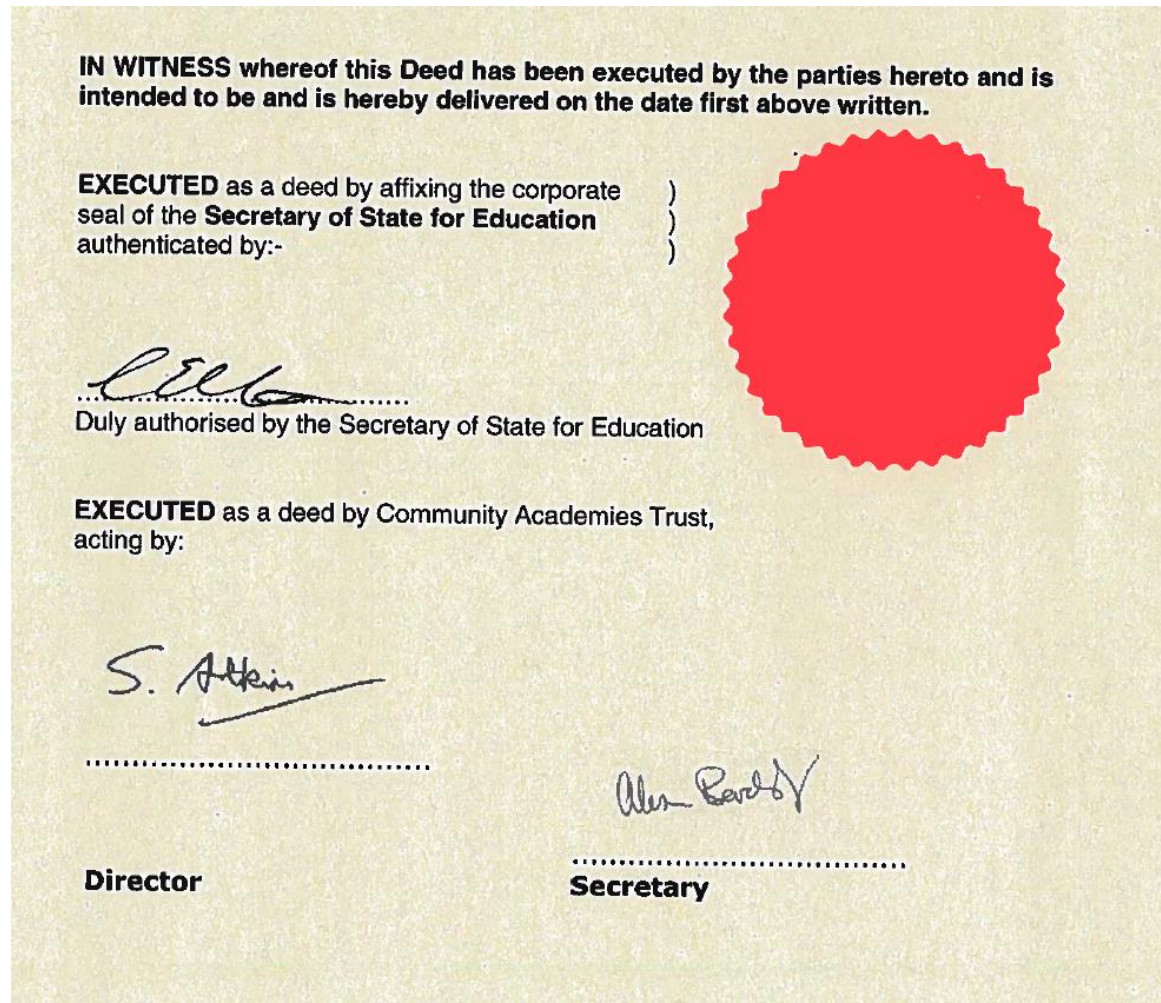 IN WITNESS whereof this Deed has been executed by the parties hereto and is
intended to be and is hereby delivered on the date first above written.
EXECUTED as a deed by affixing the corporate )
seal of the Secretary of State for Education )
authenticated by:- )
Duly authorised by the Secretary of State for Education
EXECUTED as a deed by Community Academies Trust,
acting by:
S. Atkin
Director
Secretary